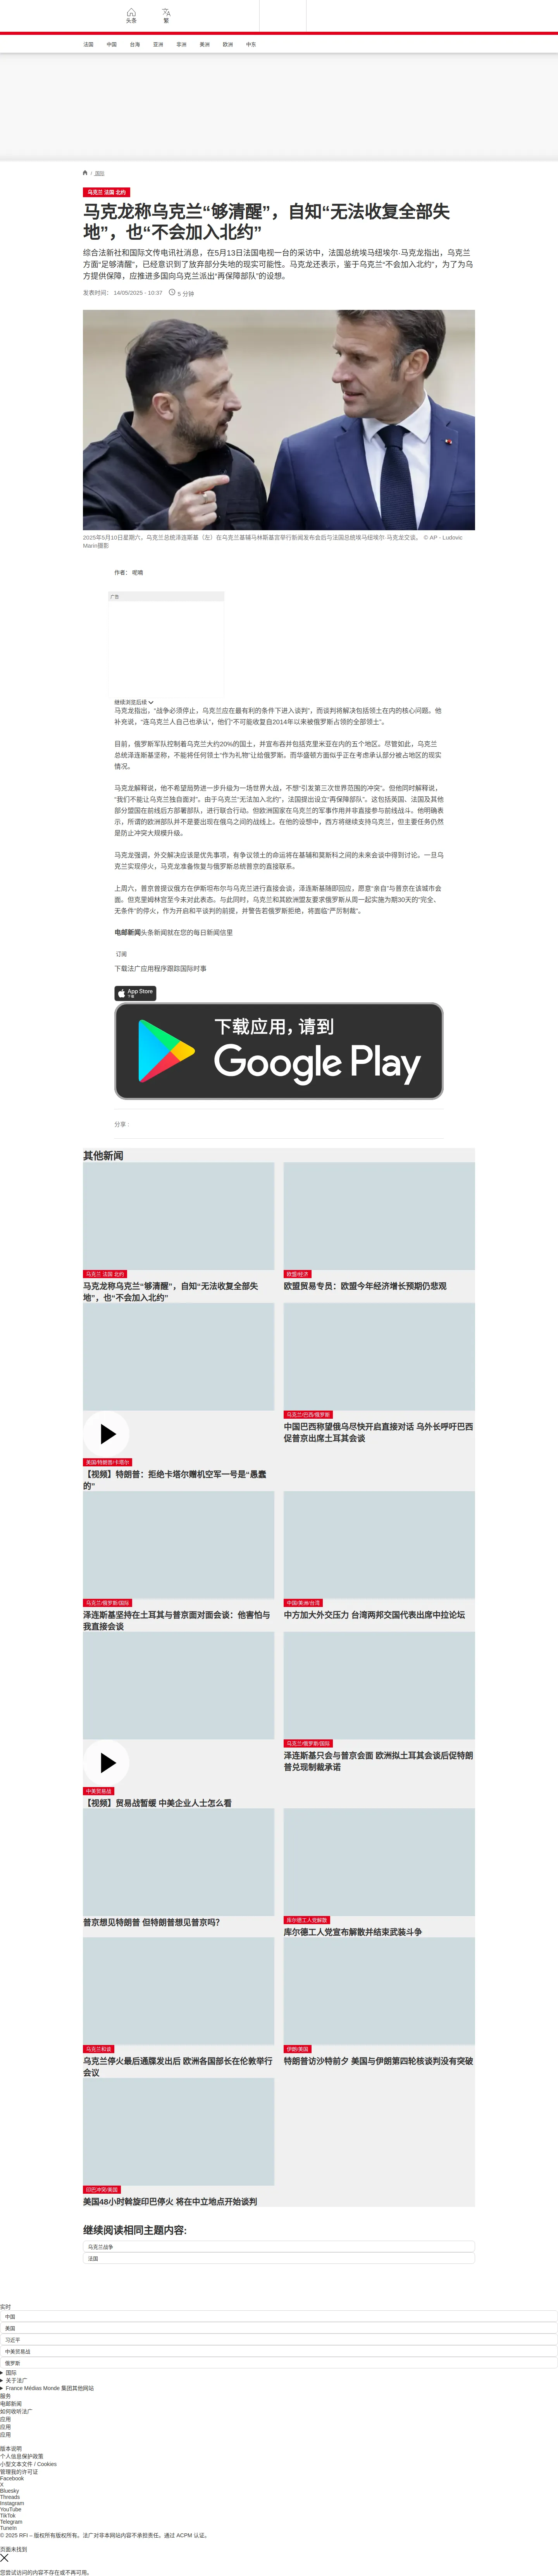 头条
繁
法国 中国 台海 亚洲 非洲 美洲 欧洲 中东
/ 国际
乌克兰 法国 北约
马克龙称乌克兰“够清醒”，自知“无法收复全部失
地”，也“不会加入北约”
综合法新社和国际文传电讯社消息，在5月13日法国电视一台的采访中，法国总统埃马纽埃尔·马克龙指出，乌克兰
方面“足够清醒”，已经意识到了放弃部分失地的现实可能性。马克龙还表示，鉴于乌克兰“不会加入北约”，为了为乌
方提供保障，应推进多国向乌克兰派出“再保障部队”的设想。
发表时间： 14/05/2025 - 10:37 5 分钟
2025年5月10日星期六，乌克兰总统泽连斯基（左）在乌克兰基辅马林斯基宫举行新闻发布会后与法国总统埃马纽埃尔·马克龙交谈。 © AP - Ludovic
Marin摄影
作者： 呢喃
广告
继续浏览后续
马克龙指出，“战争必须停止，乌克兰应在最有利的条件下进入谈判”，而谈判将解决包括领土在内的核心问题。他
补充说，“连乌克兰人自己也承认”，他们“不可能收复自2014年以来被俄罗斯占领的全部领土”。
目前，俄罗斯军队控制着乌克兰大约20%的国土，并宣布吞并包括克里米亚在内的五个地区。尽管如此，乌克兰
总统泽连斯基坚称，不能将任何领土“作为礼物”让给俄罗斯。而华盛顿方面似乎正在考虑承认部分被占地区的现实
情况。
马克龙解释说，他不希望局势进一步升级为一场世界大战，不想“引发第三次世界范围的冲突”。但他同时解释说，
“我们不能让乌克兰独自面对”。由于乌克兰“无法加入北约”，法国提出设立“再保障部队”。这包括英国、法国及其他
部分盟国在前线后方部署部队，进行联合行动。但欧洲国家在乌克兰的军事作用并非直接参与前线战斗。他明确表
示，所谓的欧洲部队并不是要出现在俄乌之间的战线上。在他的设想中，西方将继续支持乌克兰，但主要任务仍然
是防止冲突大规模升级。
马克龙强调，外交解决应该是优先事项，有争议领土的命运将在基辅和莫斯科之间的未来会谈中得到讨论。一旦乌
克兰实现停火，马克龙准备恢复与俄罗斯总统普京的直接联系。
上周六，普京曾提议俄方在伊斯坦布尔与乌克兰进行直接会谈，泽连斯基随即回应，愿意“亲自”与普京在该城市会
面。但克里姆林宫至今未对此表态。与此同时，乌克兰和其欧洲盟友要求俄罗斯从周一起实施为期30天的“完全、
无条件”的停火，作为开启和平谈判的前提，并警告若俄罗斯拒绝，将面临“严厉制裁”。
电邮新闻头条新闻就在您的每日新闻信里
订阅
下载法广应用程序跟踪国际时事
App Store
下载
下载应用，请到
Google Play
分享 :
其他新闻
乌克兰 法国 北约
马克龙称乌克兰“够清醒”，自知“无法收复全部失
地”，也“不会加入北约”
欧盟/经济
欧盟贸易专员：欧盟今年经济增长预期仍悲观
美国/特朗普/卡塔尔
【视频】特朗普：拒绝卡塔尔赠机空军一号是“愚蠢
的”
乌克兰/巴西/俄罗斯
中国巴西称望俄乌尽快开启直接对话 乌外长呼吁巴西
促普京出席土耳其会谈
乌克兰/俄罗斯/国际
泽连斯基坚持在土耳其与普京面对面会谈：他害怕与
我直接会谈
中国/美洲/台湾
中方加大外交压力 台湾两邦交国代表出席中拉论坛
中美贸易战
【视频】贸易战暂缓 中美企业人士怎么看
乌克兰/俄罗斯/国际
泽连斯基只会与普京会面 欧洲拟土耳其会谈后促特朗
普兑现制裁承诺
普京想见特朗普 但特朗普想见普京吗？
库尔德工人党解散
库尔德工人党宣布解散并结束武装斗争
乌克兰和谈
乌克兰停火最后通牒发出后 欧洲各国部长在伦敦举行
会议
伊朗/美国
特朗普访沙特前夕 美国与伊朗第四轮核谈判没有突破
印巴冲突/美国
美国48小时斡旋印巴停火 将在中立地点开始谈判
继续阅读相同主题内容:
乌克兰战争
法国
实时
中国
美国
习近平
中美贸易战
俄罗斯
国际
关于法广
France Médias Monde 集团其他网站
服务
电邮新闻
如何收听法广
应用
应用
应用
版本说明
个人信息保护政策
小型文本文件 / Cookies
管理我的许可证
Facebook
X
Bluesky
Threads
Instagram
YouTube
TikTok
Telegram
TuneIn
© 2025 RFI – 版权所有版权所有。法广对非本网站内容不承担责任。通过 ACPM 认证。
页面未找到
您尝试访问的内容不存在或不再可用。